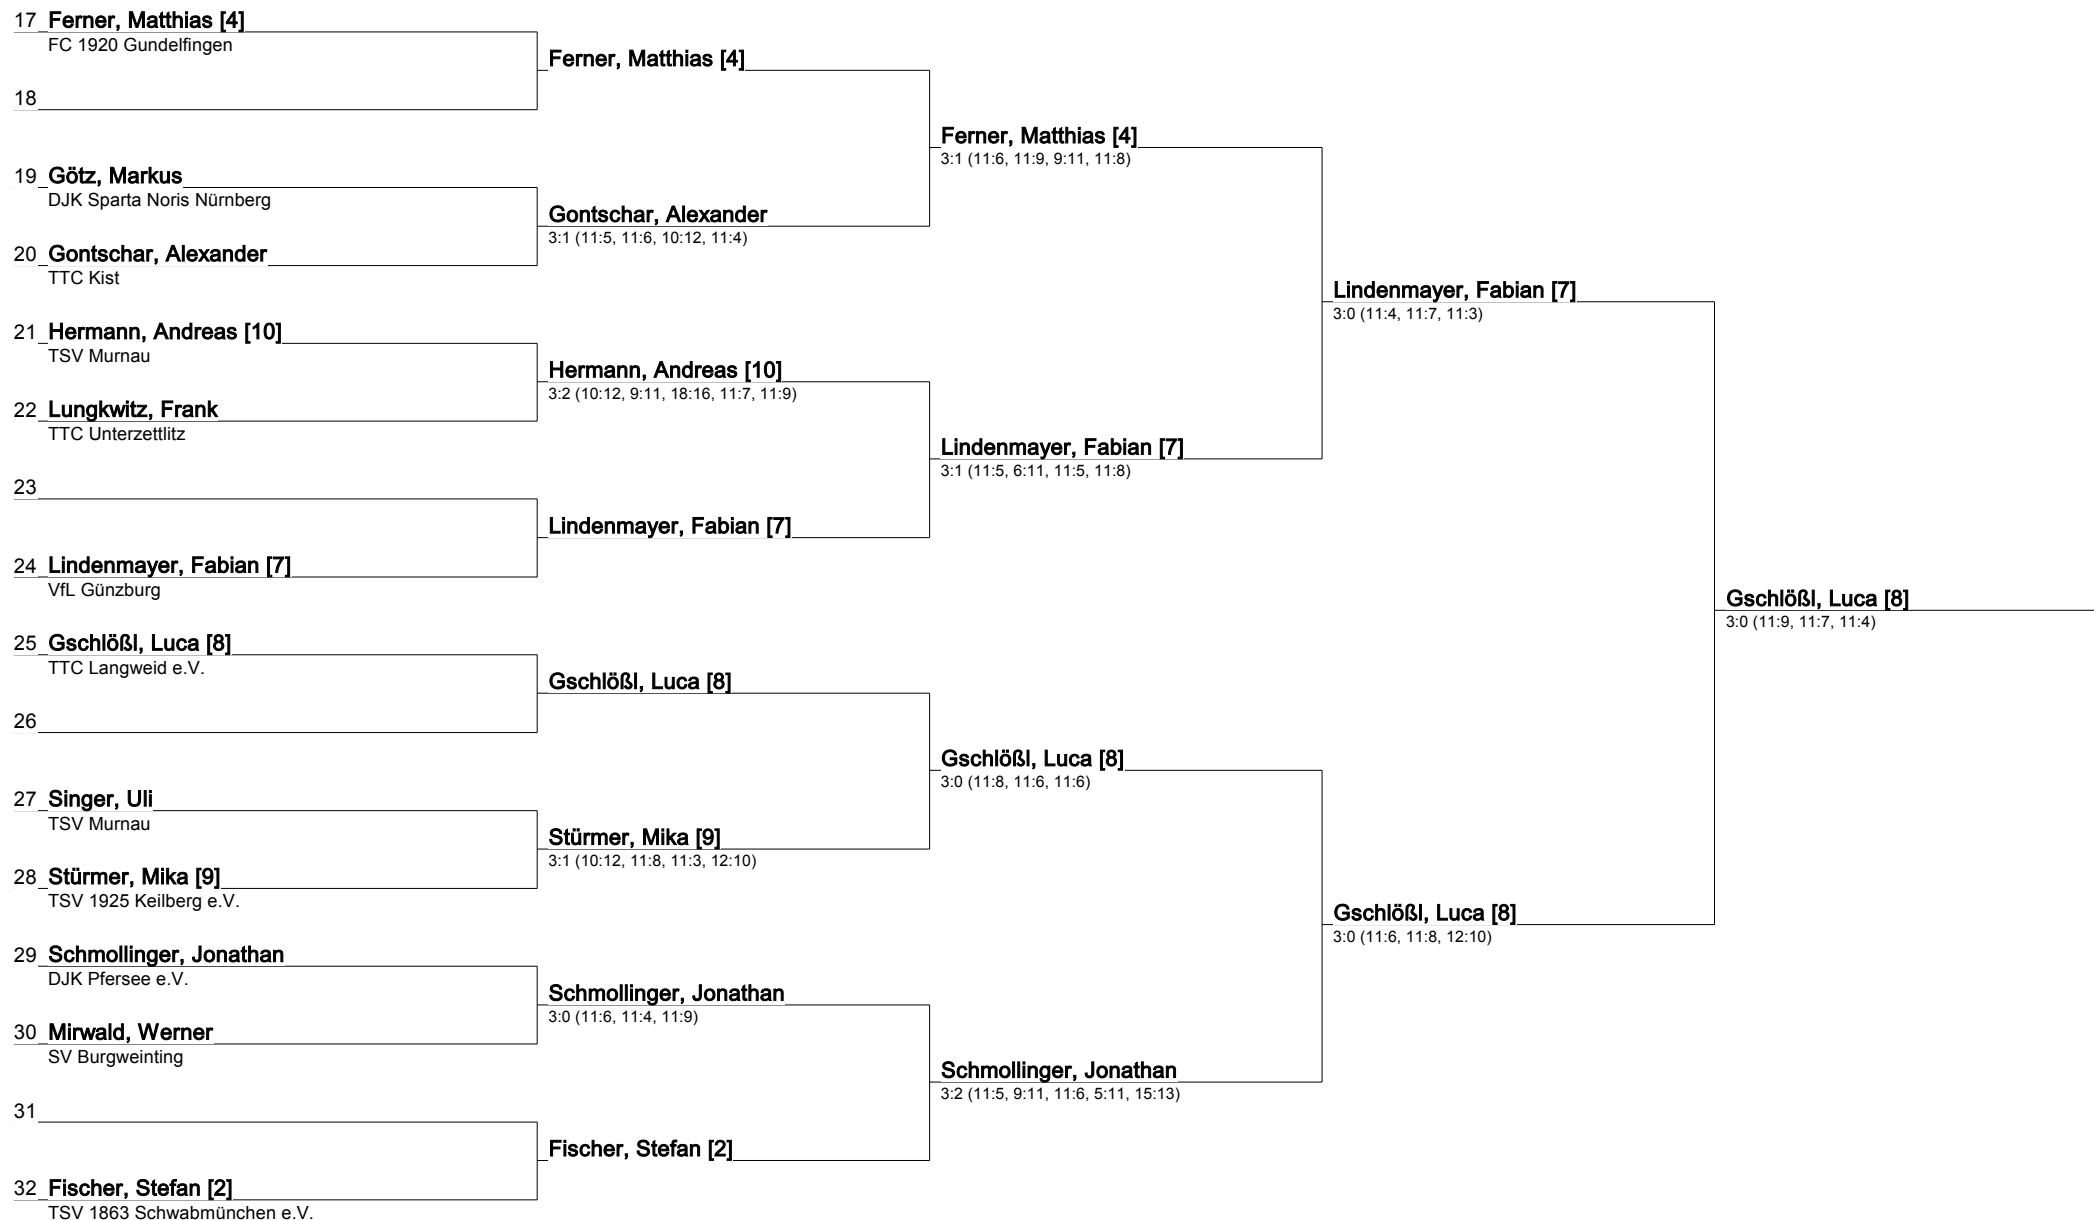 17 Ferner, Matthias [4]
FC 1920 Gundelfingen
18
19 Götz, Markus
DJK Sparta Noris Nürnberg
20 Gontschar, Alexander
TTC Kist
21 Hermann, Andreas [10]
TSV Murnau
22 Lungkwitz, Frank
TTC Unterzettlitz
23
24 Lindenmayer, Fabian [7]
VfL Günzburg
25 Gschlößl, Luca [8]
TTC Langweid e.V.
26
27 Singer, Uli
TSV Murnau
28 Stürmer, Mika [9]
TSV 1925 Keilberg e.V.
29 Schmollinger, Jonathan
DJK Pfersee e.V.
30 Mirwald, Werner
SV Burgweinting
31
32 Fischer, Stefan [2]
TSV 1863 Schwabmünchen e.V.
Ferner, Matthias [4]
Gontschar, Alexander
3:1 (11:5, 11:6, 10:12, 11:4)
Hermann, Andreas [10]
3:2 (10:12, 9:11, 18:16, 11:7, 11:9)
Lindenmayer, Fabian [7]
Gschlößl, Luca [8]
Stürmer, Mika [9]
3:1 (10:12, 11:8, 11:3, 12:10)
Schmollinger, Jonathan
3:0 (11:6, 11:4, 11:9)
Fischer, Stefan [2]
Ferner, Matthias [4]
3:1 (11:6, 11:9, 9:11, 11:8)
Lindenmayer, Fabian [7]
3:1 (11:5, 6:11, 11:5, 11:8)
Gschlößl, Luca [8]
3:0 (11:8, 11:6, 11:6)
Schmollinger, Jonathan
3:2 (11:5, 9:11, 11:6, 5:11, 15:13)
Lindenmayer, Fabian [7]
3:0 (11:4, 11:7, 11:3)
Gschlößl, Luca [8]
3:0 (11:6, 11:8, 12:10)
Gschlößl, Luca [8]
3:0 (11:9, 11:7, 11:4)